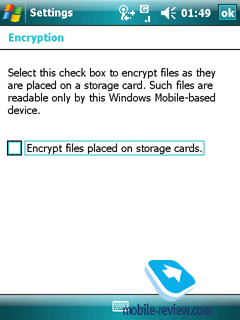 Settings 01:49 ok
Encryption
Select this check box to encrypt files as they
are placed on a storage card. Such files are
readable only by this Windows Mobile-based
device.
Encrypt files placed on storage cards.
mobile-review.com